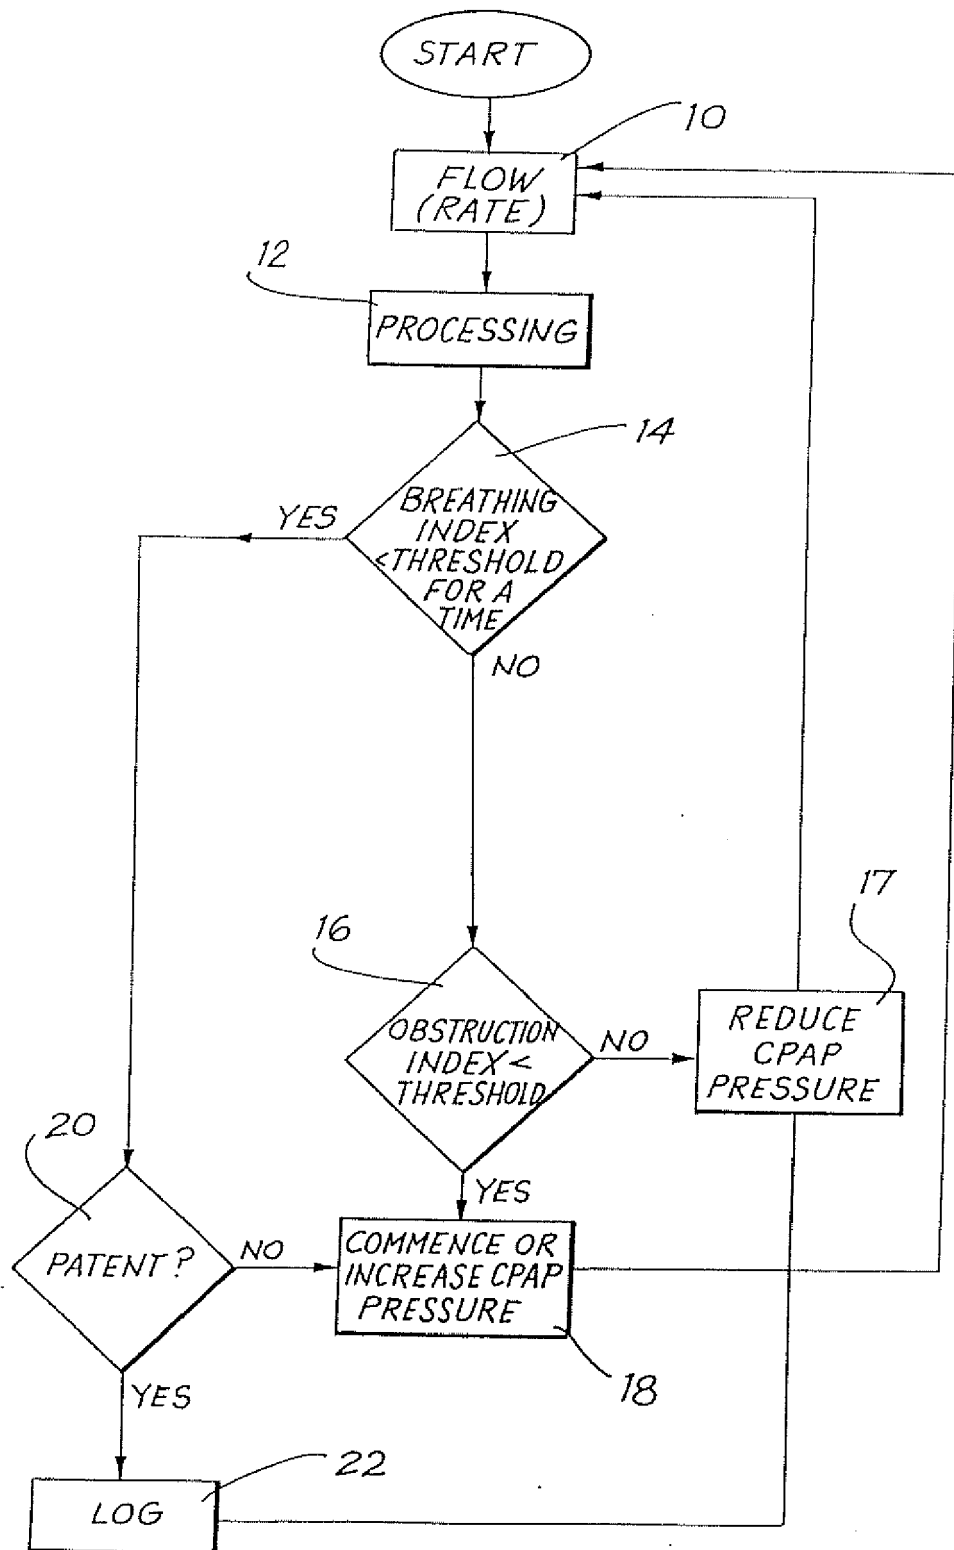 START
10
FLOW
(RATE)
12
PROCESSING
14
BREATHING
INDEX
<THRESHOLD
FOR A
TIME
YES
NO
16
OBSTRUCTION
INDEX <
THRESHOLD
NO
17
REDUCE
CPAP
PRESSURE
YES
20
PATENT?
NO
COMMENCE OR
INCREASE CPAP
PRESSURE
18
YES
22
LOG